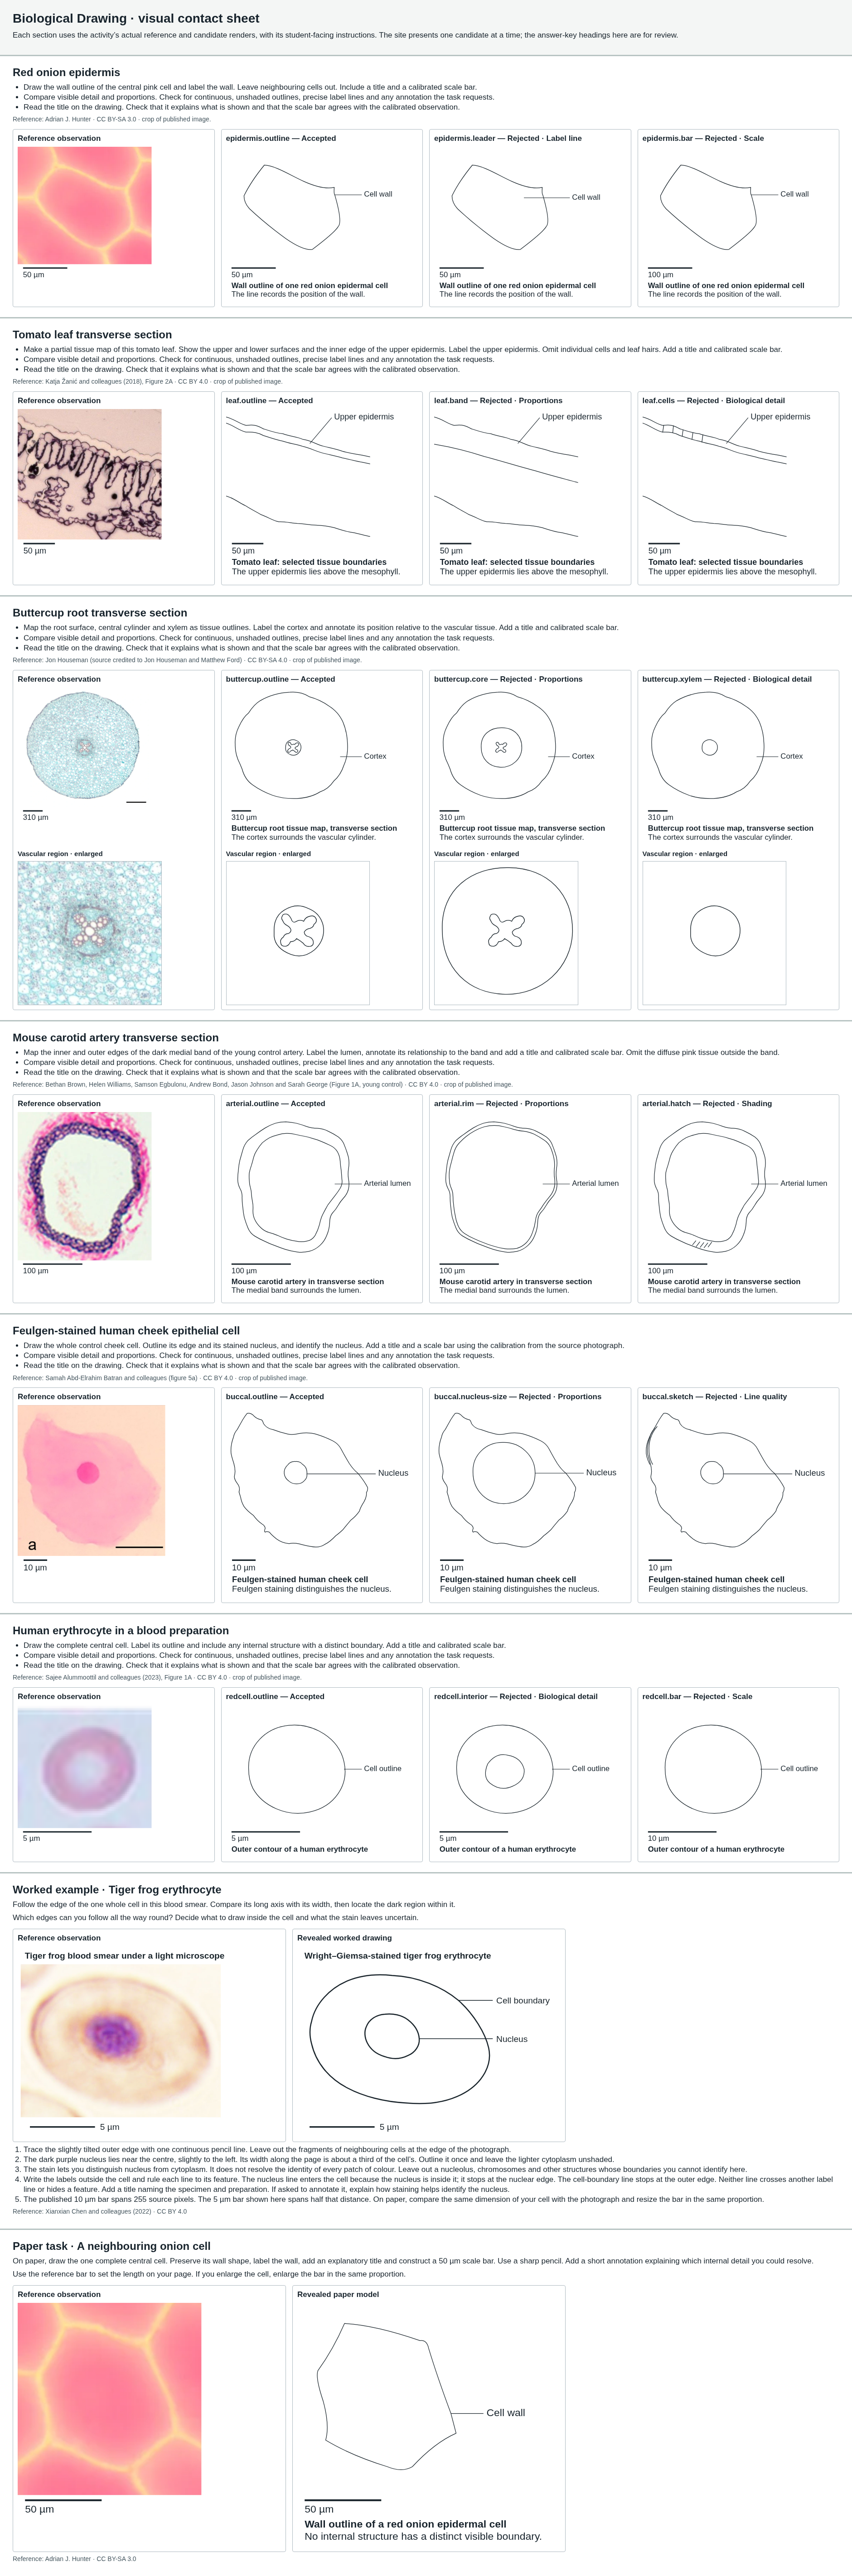 Biological Drawing · visual contact sheet
Each section uses the activity's actual reference and candidate renders, with its student-facing instructions. The site presents one candidate at a time; the answer-key headings here are for review.
Red onion epidermis
• Draw the wall outline of the central pink cell and label the wall. Leave neighbouring cells out. Include a title and a calibrated scale bar.
• Compare visible detail and proportions. Check for continuous, unshaded outlines, precise label lines and any annotation the task requests.
• Read the title on the drawing. Check that it explains what is shown and that the scale bar agrees with the calibrated observation.
Reference: Adrian J. Hunter · CC BY-SA 3.0 · crop of published image.
Reference observation
50 µm
epidermis.outline — Accepted
Cell wall
50 µm
Wall outline of one red onion epidermal cell
The line records the position of the wall.
epidermis.leader — Rejected · Label line
Cell wall
50 µm
Wall outline of one red onion epidermal cell
The line records the position of the wall.
epidermis.bar — Rejected · Scale
Cell wall
100 µm
Wall outline of one red onion epidermal cell
The line records the position of the wall.
Tomato leaf transverse section
• Make a partial tissue map of this tomato leaf. Show the upper and lower surfaces and the inner edge of the upper epidermis. Label the upper epidermis. Omit individual cells and leaf hairs. Add a title and a calibrated scale bar.
• Compare visible detail and proportions. Check for continuous, unshaded outlines, precise label lines and any annotation the task requests.
• Read the title on the drawing. Check that it explains what is shown and that the scale bar agrees with the calibrated observation.
Reference: Katja Žanić and colleagues (2018), Figure 2A · CC BY 4.0 · crop of published image.
Reference observation
50 µm
leaf.outline — Accepted
Upper epidermis
50 µm
Tomato leaf: selected tissue boundaries
The upper epidermis lies above the mesophyll.
leaf.band — Rejected · Proportions
Upper epidermis
50 µm
Tomato leaf: selected tissue boundaries
The upper epidermis lies above the mesophyll.
leaf.cells — Rejected · Biological detail
Upper epidermis
50 µm
Tomato leaf: selected tissue boundaries
The upper epidermis lies above the mesophyll.
Buttercup root transverse section
• Map the root surface, central cylinder and xylem as tissue outlines. Label the cortex and annotate its position relative to the vascular tissue. Add a title and calibrated scale bar.
• Compare visible detail and proportions. Check for continuous, unshaded outlines, precise label lines and any annotation the task requests.
• Read the title on the drawing. Check that it explains what is shown and that the scale bar agrees with the calibrated observation.
Reference: Jon Houseman (source credited to Jon Houseman and Matthew Ford) · CC BY-SA 4.0 · crop of published image.
Reference observation
310 µm
Vascular region · enlarged
buttercup.outline — Accepted
Cortex
310 µm
Buttercup root tissue map, transverse section
The cortex surrounds the vascular cylinder.
Vascular region · enlarged
buttercup.core — Rejected · Proportions
Cortex
310 µm
Buttercup root tissue map, transverse section
The cortex surrounds the vascular cylinder.
Vascular region · enlarged
buttercup.xylem — Rejected · Biological detail
Cortex
310 µm
Buttercup root tissue map, transverse section
The cortex surrounds the vascular cylinder.
Vascular region · enlarged
Mouse carotid artery transverse section
• Map the inner and outer edges of the dark medial band of the young control artery. Label the lumen, annotate its relationship to the band and add a title and calibrated scale bar. Omit the diffuse pink tissue outside the band.
• Compare visible detail and proportions. Check for continuous, unshaded outlines, precise label lines and any annotation the task requests.
• Read the title on the drawing. Check that it explains what is shown and that the scale bar agrees with the calibrated observation.
Reference: Bethan Brown, Helen Williams, Samson Egbulonu, Andrew Bond, Jason Johnson and Sarah George (Figure 1A, young control) · CC BY 4.0 · crop of published image.
Reference observation
100 µm
arterial.outline — Accepted
Arterial lumen
100 µm
Mouse carotid artery in transverse section
The medial band surrounds the lumen.
arterial.rim — Rejected · Proportions
Arterial lumen
100 µm
Mouse carotid artery in transverse section
The medial band surrounds the lumen.
arterial.hatch — Rejected · Shading
Arterial lumen
100 µm
Mouse carotid artery in transverse section
The medial band surrounds the lumen.
Feulgen-stained human cheek epithelial cell
• Draw the whole control cheek cell. Outline its edge and its stained nucleus, and identify the nucleus. Add a title and a scale bar using the calibration from the source photograph.
• Compare visible detail and proportions. Check for continuous, unshaded outlines, precise label lines and any annotation the task requests.
• Read the title on the drawing. Check that it explains what is shown and that the scale bar agrees with the calibrated observation.
Reference: Samah Abd-Elrahim Batran and colleagues (figure 5a) · CC BY 4.0 · crop of published image.
Reference observation
a
10 µm
buccal.outline — Accepted
Nucleus
10 µm
Feulgen-stained human cheek cell
Feulgen staining distinguishes the nucleus.
buccal.nucleus-size — Rejected · Proportions
Nucleus
10 µm
Feulgen-stained human cheek cell
Feulgen staining distinguishes the nucleus.
buccal.sketch — Rejected · Line quality
Nucleus
10 µm
Feulgen-stained human cheek cell
Feulgen staining distinguishes the nucleus.
Human erythrocyte in a blood preparation
• Draw the complete central cell. Label its outline and include any internal structure with a distinct boundary. Add a title and calibrated scale bar.
• Compare visible detail and proportions. Check for continuous, unshaded outlines, precise label lines and any annotation the task requests.
• Read the title on the drawing. Check that it explains what is shown and that the scale bar agrees with the calibrated observation.
Reference: Sajee Alummoottil and colleagues (2023), Figure 1A · CC BY 4.0 · crop of published image.
Reference observation
5 µm
redcell.outline — Accepted
Cell outline
5 µm
Outer contour of a human erythrocyte
redcell.interior — Rejected · Biological detail
Cell outline
5 µm
Outer contour of a human erythrocyte
redcell.bar — Rejected · Scale
Cell outline
10 µm
Outer contour of a human erythrocyte
Worked example · Tiger frog erythrocyte
Follow the edge of the one whole cell in this blood smear. Compare its long axis with its width, then locate the dark region within it.
Which edges can you follow all the way round? Decide what to draw inside the cell and what the stain leaves uncertain.
Reference observation
Tiger frog blood smear under a light microscope
5 µm
Revealed worked drawing
Wright–Giemsa-stained tiger frog erythrocyte
Cell boundary
Nucleus
5 µm
1. Trace the slightly tilted outer edge with one continuous pencil line. Leave out the fragments of neighbouring cells at the edge of the photograph.
2. The dark purple nucleus lies near the centre, slightly to the left. Its width along the page is about a third of the cell's. Outline it once and leave the lighter cytoplasm unshaded.
3. The stain lets you distinguish nucleus from cytoplasm. It does not resolve the identity of every patch of colour. Leave out a nucleolus, chromosomes and other structures whose boundaries you cannot identify here.
4. Write the labels outside the cell and rule each line to its feature. The nucleus line enters the cell because the nucleus is inside it; it stops at the nuclear edge. The cell-boundary line stops at the outer edge. Neither line crosses another label
line or hides a feature. Add a title naming the specimen and preparation. If asked to annotate it, explain how staining helps identify the nucleus.
5. The published 10 µm bar spans 255 source pixels. The 5 µm bar shown here spans half that distance. On paper, compare the same dimension of your cell with the photograph and resize the bar in the same proportion.
Reference: Xianxian Chen and colleagues (2022) · CC BY 4.0
Paper task · A neighbouring onion cell
On paper, draw the one complete central cell. Preserve its wall shape, label the wall, add an explanatory title and construct a 50 µm scale bar. Use a sharp pencil. Add a short annotation explaining which internal detail you could resolve.
Use the reference bar to set the length on your page. If you enlarge the cell, enlarge the bar in the same proportion.
Reference observation
50 µm
Revealed paper model
Cell wall
50 µm
Wall outline of a red onion epidermal cell
No internal structure has a distinct visible boundary.
Reference: Adrian J. Hunter · CC BY-SA 3.0